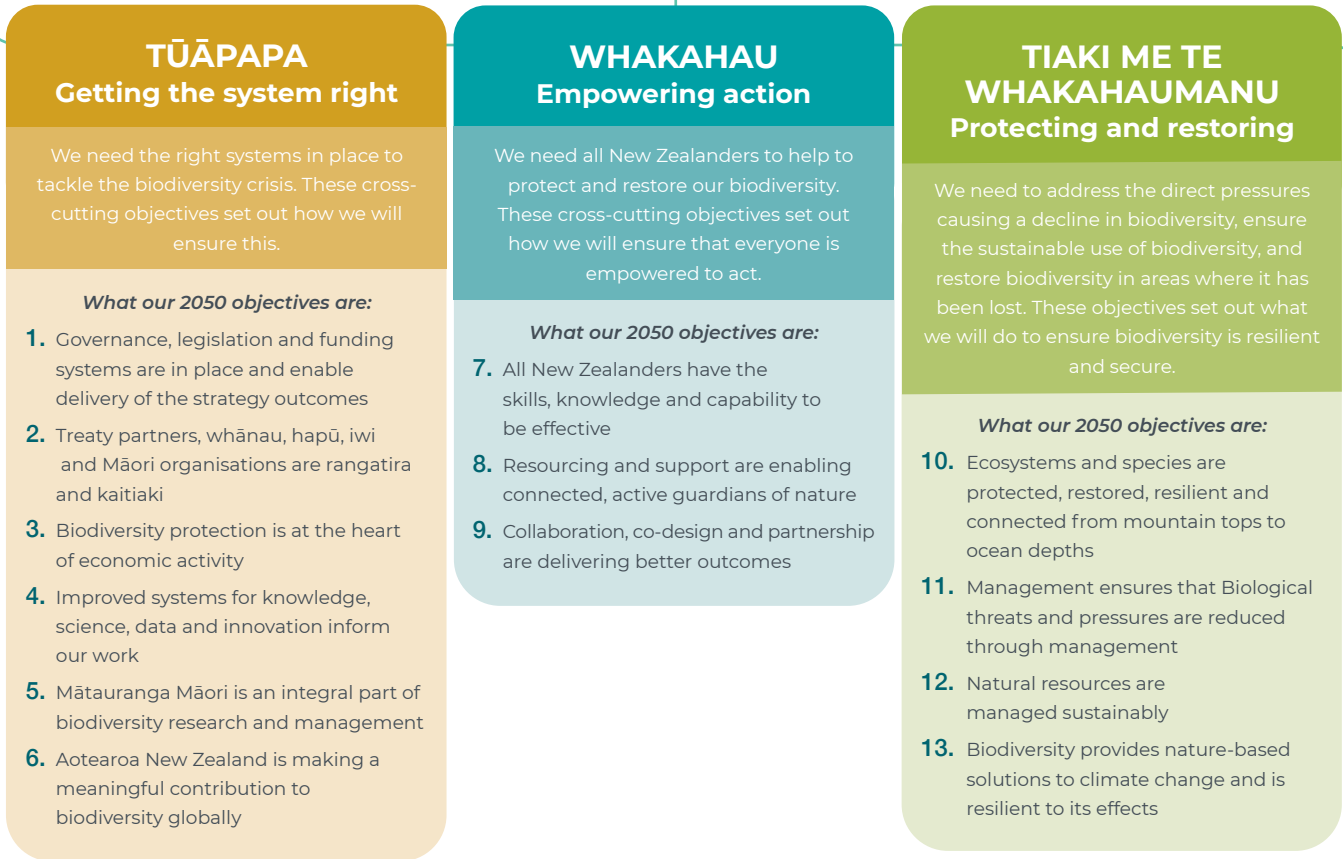 TŪĀPAPA
Getting the system right
We need the right systems in place to
tackle the biodiversity crisis. These cross-
cutting objectives set out how we will
ensure this.
What our 2050 objectives are:
1. Governance, legislation and funding
systems are in place and enable
delivery of the strategy outcomes
2. Treaty partners, whānau, hapū, iwi
and Māori organisations are rangatira
and kaitiaki
3. Biodiversity protection is at the heart
of economic activity
4. Improved systems for knowledge,
science, data and innovation inform
our work
5. Mātauranga Māori is an integral part of
biodiversity research and management
6. Aotearoa New Zealand is making a
meaningful contribution to
biodiversity globally
WHAKAHAU
Empowering action
We need all New Zealanders to help to
protect and restore our biodiversity.
These cross-cutting objectives set out
how we will ensure that everyone is
empowered to act.
What our 2050 objectives are:
7. All New Zealanders have the
skills, knowledge and capability to
be effective
8. Resourcing and support are enabling
connected, active guardians of nature
9. Collaboration, co-design and partnership
are delivering better outcomes
TIAKI ME TE
WHAKAHAUMANU
Protecting and restoring
We need to address the direct pressures
causing a decline in biodiversity, ensure
the sustainable use of biodiversity, and
restore biodiversity in areas where it has
been lost. These objectives set out what
we will do to ensure biodiversity is resilient
and secure.
What our 2050 objectives are:
10. Ecosystems and species are
protected, restored, resilient and
connected from mountain tops to
ocean depths
11. Management ensures that Biological
threats and pressures are reduced
through management
12. Natural resources are
managed sustainably
13. Biodiversity provides nature-based
solutions to climate change and is
resilient to its effects